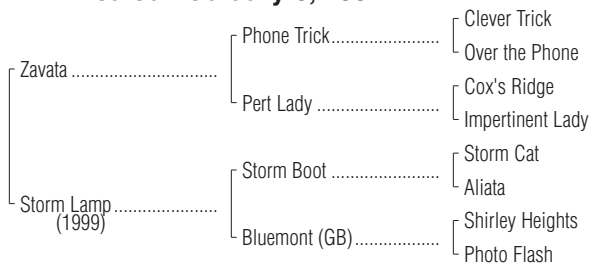 Clever Trick
Phone Trick
Over the Phone
Zavata
Cox's Ridge
Pert Lady
Impertinent Lady
Storm Cat
Storm Boot
Aliata
Storm Lamp
(1999)
Shirley Heights
Bluemont (GB)
Photo Flash